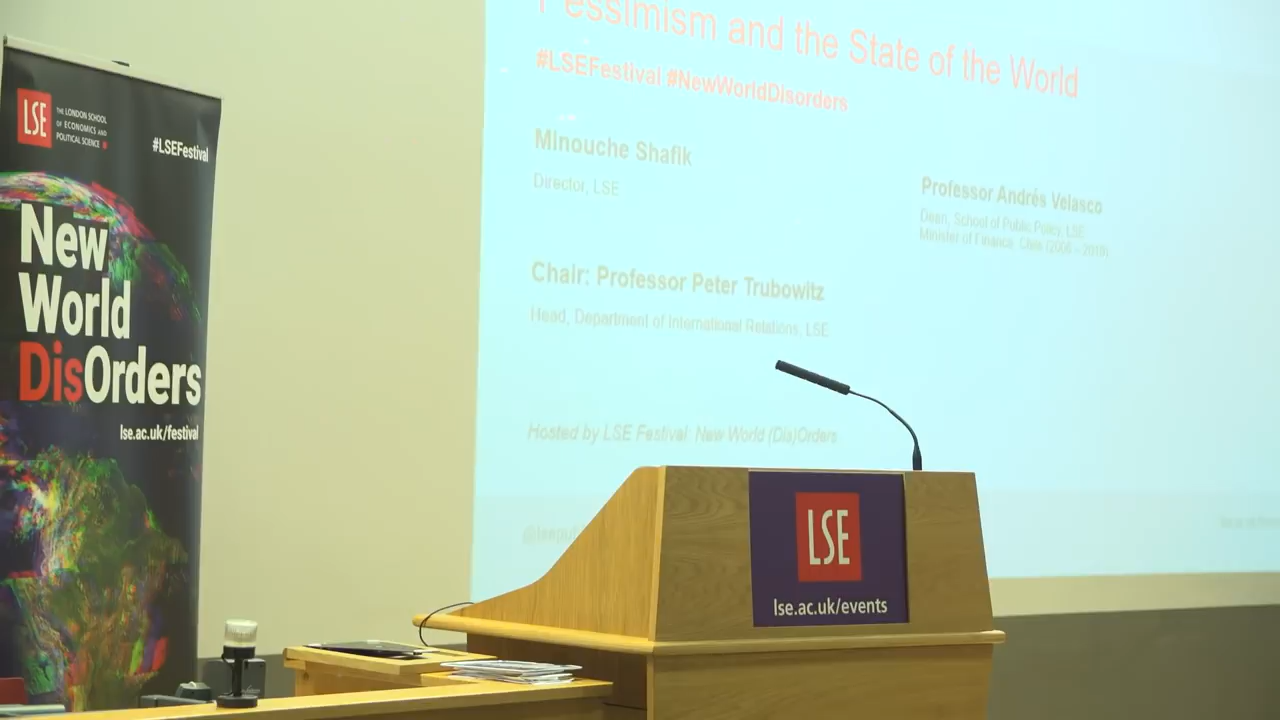 LSE
THE LONDON SCHOOL
OF ECONOMICS AND
POLITICAL SCIENCE
#LSEFestival
New
World
DisOrders
lse.ac.uk/festival
Pessimism and the State of the World
#LSEFestival #NewWorldDisorders
Minouche Shafik
Director, LSE
Professor Andrés Velasco
Dean, School of Public Policy, LSE
Minister of Finance, Chile (2006 - 2010)
Chair: Professor Peter Trubowitz
Head, Department of International Relations, LSE
Hosted by LSE Festival: New World (Dis)Orders
LSE
lse.ac.uk/events